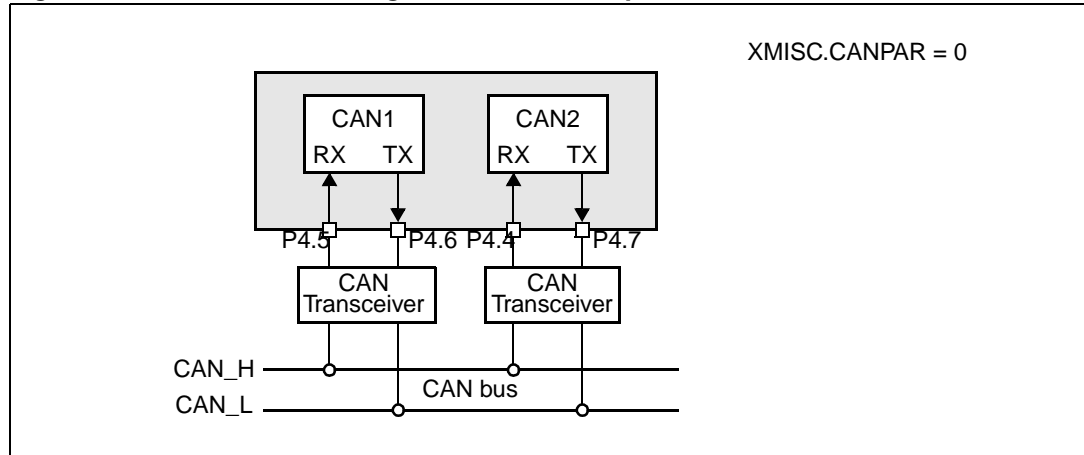 XMISC.CANPAR = 0
CAN1
CAN2
RX TX
RX TX
P4.5
P4.6
P4.4
P4.7
CAN
Transceiver
CAN
Transceiver
CAN_H
CAN bus
CAN_L